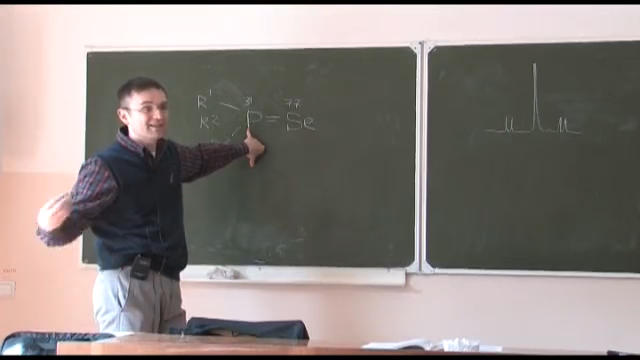 R¹ 31 77
R² P = Se